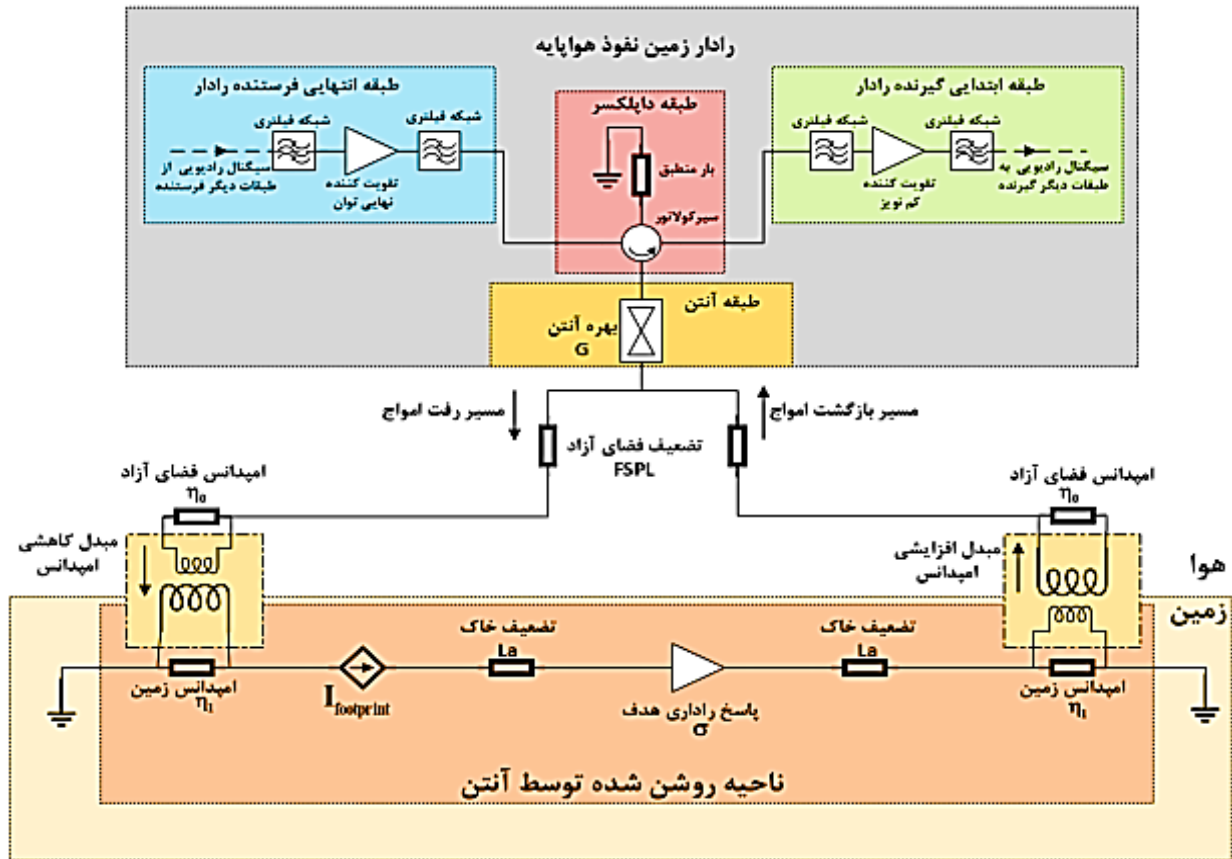 رادار زمین نفوذ هواپایه
طبقه انتهایی فرستنده رادار
شبکه فیلتری
شبکه فیلتری
سیگنال رادیویی از
طبقات دیگر فرستنده
تقویت کننده
نهایی توان
طبقه داپلکسر
بار منطبق
سیرکولاتور
طبقه ابتدایی گیرنده رادار
شبکه فیلتری
شبکه فیلتری
تقویت کننده
کم نویز
سیگنال رادیویی به
طبقات دیگر گیرنده
طبقه آنتن
بهره آنتن
G
مسیر رفت امواج
مسیر بازگشت امواج
تضعیف فضای آزاد
FSPL
امپدانس فضای آزاد
η₀
امپدانس فضای آزاد
η₀
مبدل کاهشی
امپدانس
مبدل افزایشی
امپدانس
هوا
زمین
امپدانس زمین
η₁
I footprint
تضعیف خاک
La
پاسخ راداری هدف
σ
تضعیف خاک
La
امپدانس زمین
η₁
ناحیه روشن شده توسط آنتن